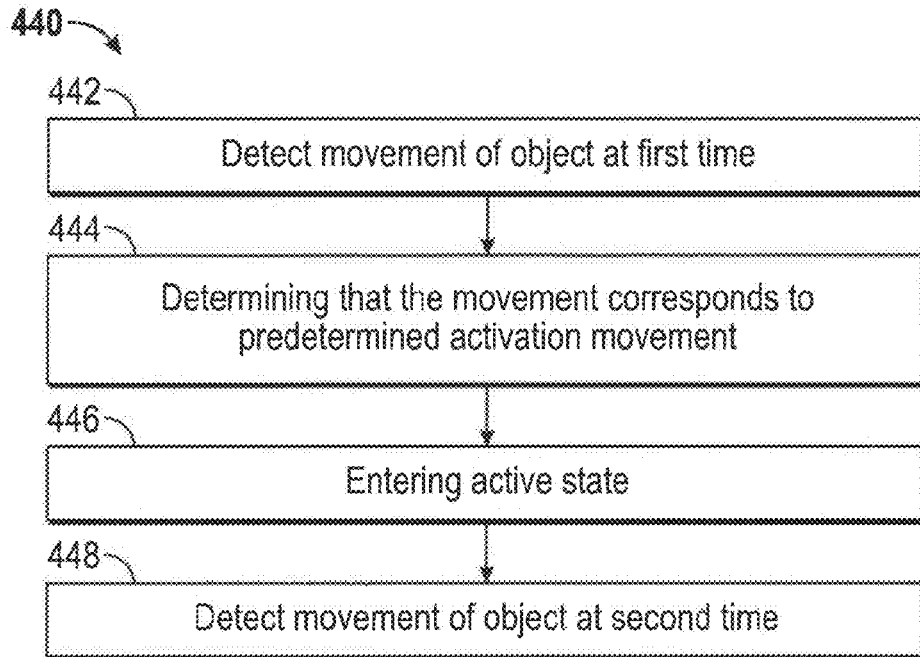 440
442
Detect movement of object at first time
444
Determining that the movement corresponds to
predetermined activation movement
446
Entering active state
448
Detect movement of object at second time